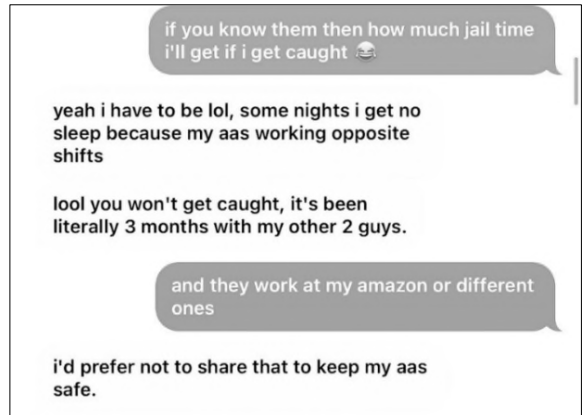 if you know them then how much jail time
i'll get if i get caught 😂
yeah i have to be lol, some nights i get no
sleep because my aas working opposite
shifts
lool you won't get caught, it's been
literally 3 months with my other 2 guys.
and they work at my amazon or different
ones
i'd prefer not to share that to keep my aas
safe.